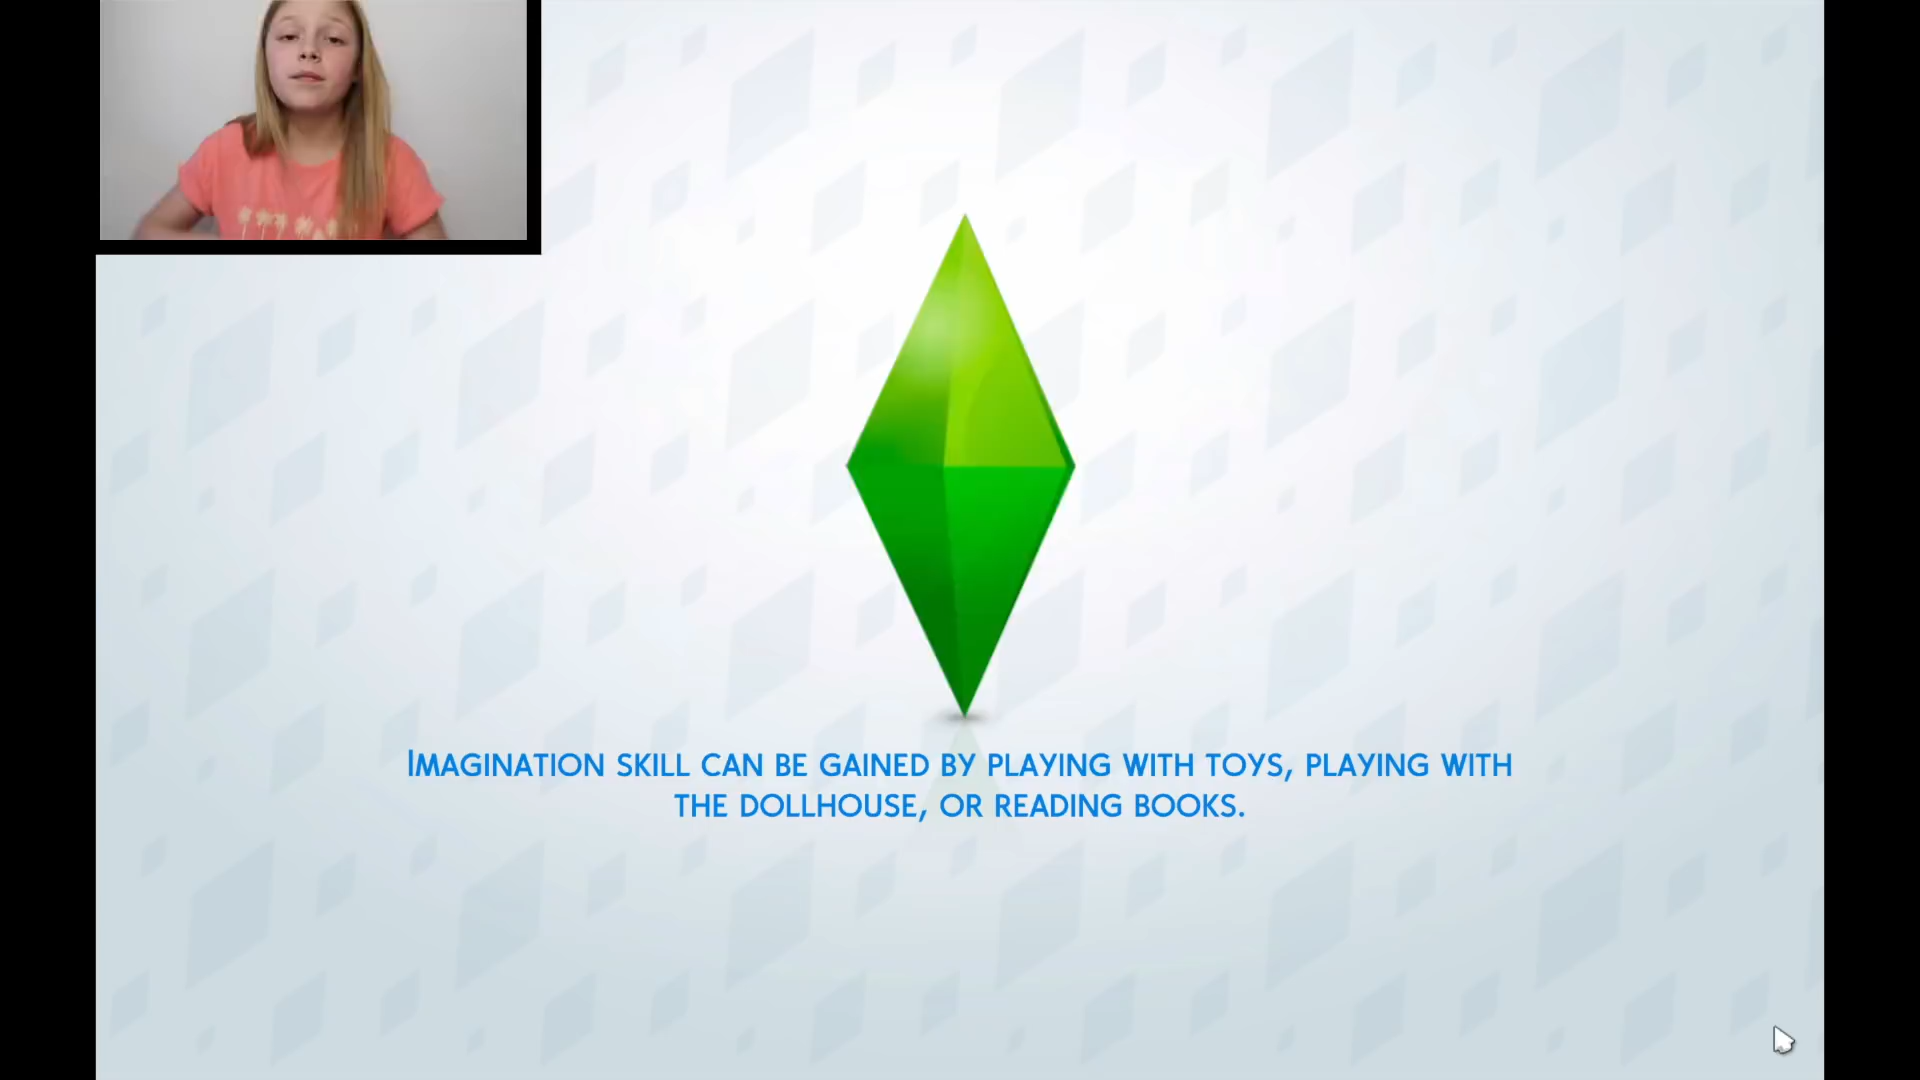 Imagination skill can be gained by playing with toys, playing with
the dollhouse, or reading books.